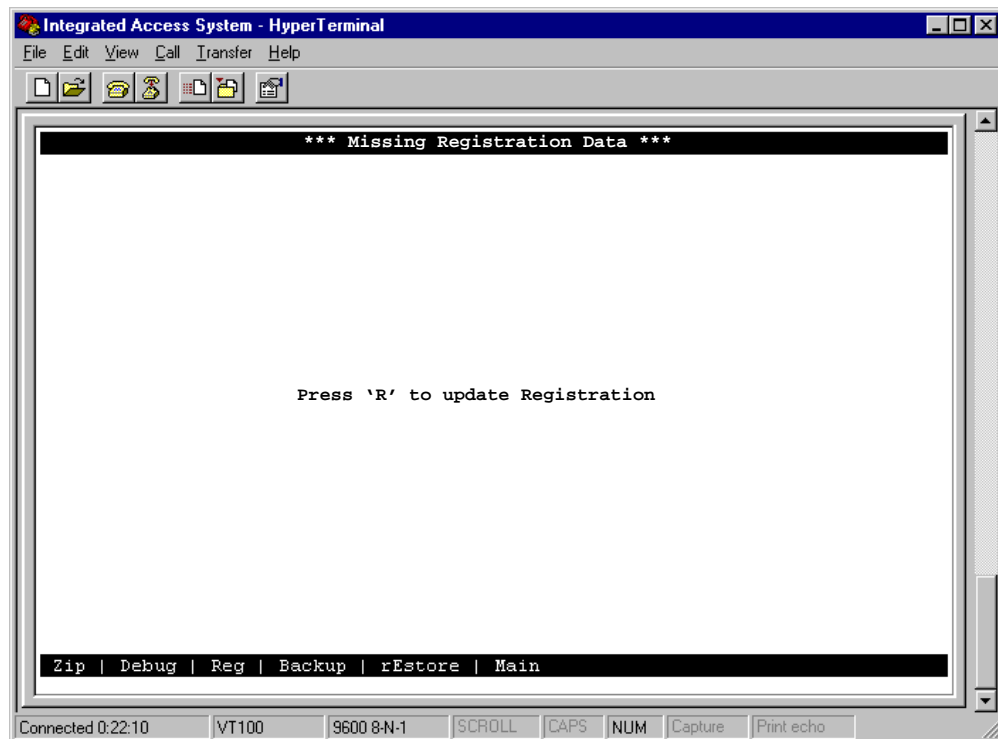 Integrated Access System - HyperTerminal
File Edit View Call Transfer Help
*** Missing Registration Data ***
Press ‘R’ to update Registration
Zip | Debug | Reg | Backup | rEstore | Main
Connected 0:22:10 VT100 9600 8-N-1 SCROLL CAPS NUM Capture Print echo